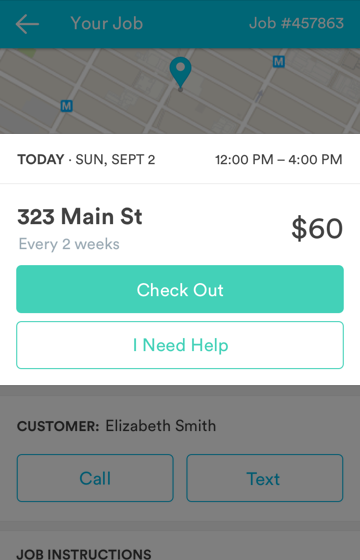 Your Job Job #457863
M
M
TODAY · SUN, SEPT 2 12:00 PM – 4:00 PM
323 Main St
$60
Every 2 weeks
Check Out
I Need Help
CUSTOMER: Elizabeth Smith
Call Text
JOB INSTRUCTIONS